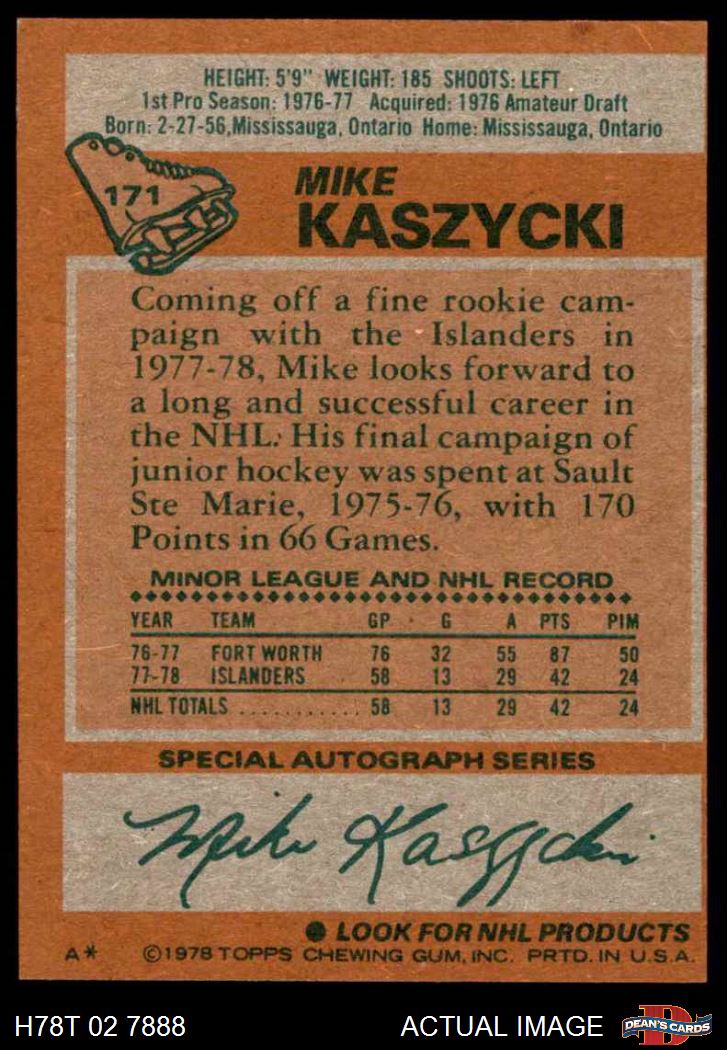 HEIGHT: 5'9" WEIGHT: 185 SHOOTS: LEFT
1st Pro Season: 1976-77 Acquired: 1976 Amateur Draft
Born: 2-27-56, Mississauga, Ontario Home: Mississauga, Ontario
171
MIKE
KASZYCKI
Coming off a fine rookie cam-
paign with the Islanders in
1977-78, Mike looks forward to
a long and successful career in
the NHL. His final campaign of
junior hockey was spent at Sault
Ste Marie, 1975-76, with 170
Points in 66 Games.
MINOR LEAGUE AND NHL RECORD
YEAR TEAM GP G A PTS PIM
76-77 FORT WORTH 76 32 55 87 50
77-78 ISLANDERS 58 13 29 42 24
NHL TOTALS ............ 58 13 29 42 24
SPECIAL AUTOGRAPH SERIES
Mike Kaszycki
LOOK FOR NHL PRODUCTS
A* ©1978 TOPPS CHEWING GUM, INC. PRTD. IN U.S.A.
H78T 02 7888 ACTUAL IMAGE
D
DEAN'S CARDS